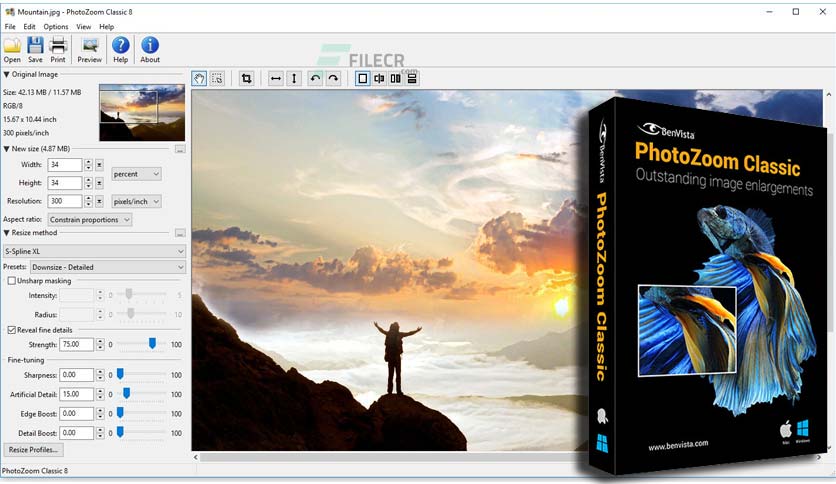 Mountain.jpg - PhotoZoom Classic 8
File Edit Options View Help
Open Save Print Preview Help About
FILECR
.com
Original Image
Size: 42.13 MB / 11.57 MB
RGB/8
15.67 x 10.44 inch
300 pixels/inch
New size (4.87 MB)
Width: 34
percent
Height: 34
Resolution: 300 pixels/inch
Aspect ratio: Constrain proportions
Resize method
S-Spline XL
Presets: Downsize - Detailed
Unsharp masking
Intensity: 0 5
Radius: 0 10
Reveal fine details
Strength: 75.00 0 100
Fine-tuning
Sharpness: 0.00 0 100
Artificial Detail: 15.00 0 100
Edge Boost: 0.00 0 100
Detail Boost: 0.00 0 100
Resize Profiles...
PhotoZoom Classic 8
BenVista
PhotoZoom Classic
BenVista
PhotoZoom Classic
Outstanding image enlargements
www.benvista.com
Mac Windows